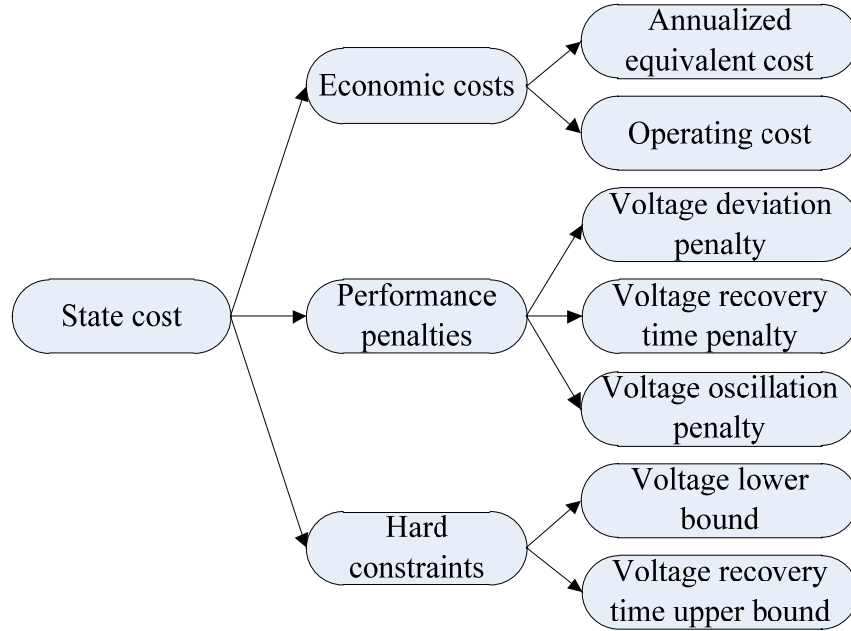 Annualized
equivalent cost
Economic costs
Operating cost
Voltage deviation
penalty
State cost
Performance
penalties
Voltage recovery
time penalty
Voltage oscillation
penalty
Hard
constraints
Voltage lower
bound
Voltage recovery
time upper bound